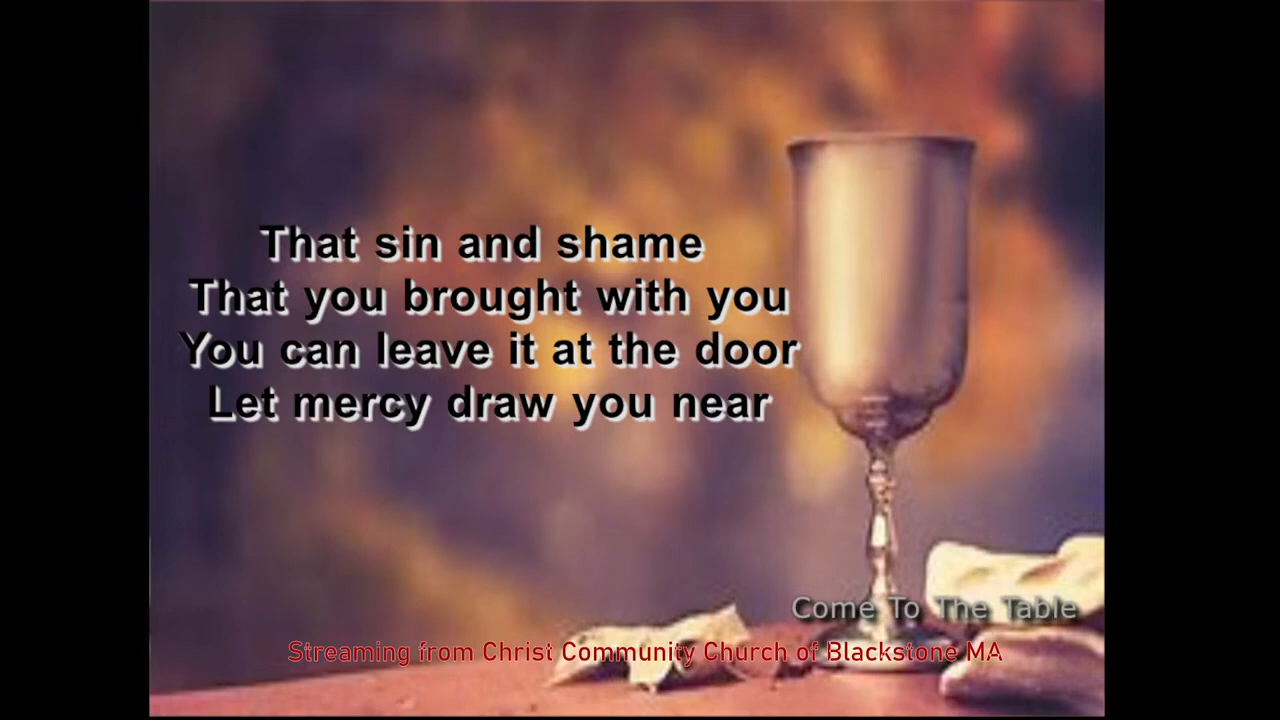 That sin and shame
That you brought with you
You can leave it at the door
Let mercy draw you near
Come To The Table
Streaming from Christ Community Church of Blackstone MA